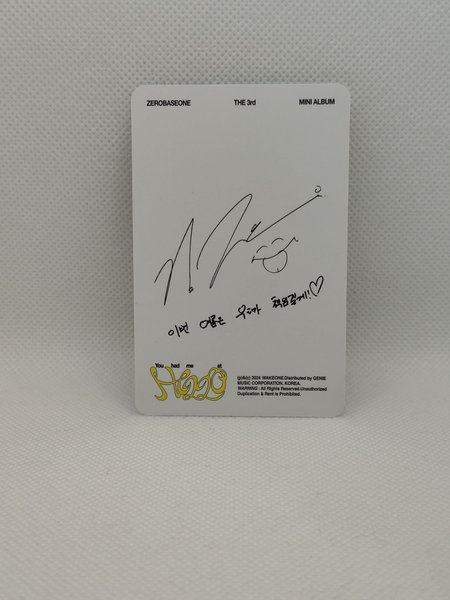 ZEROBASEONE THE 3rd MINI ALBUM
이번 여름은 우리가 책임질게!!♡
You had me at
HELLO
(p)&(c) 2024 WAKEONE.Distributed by GENIE
MUSIC CORPORATION. KOREA.
WARNING : All Rights Reserved.Unauthorized
Duplication & Rent is Prohibited.